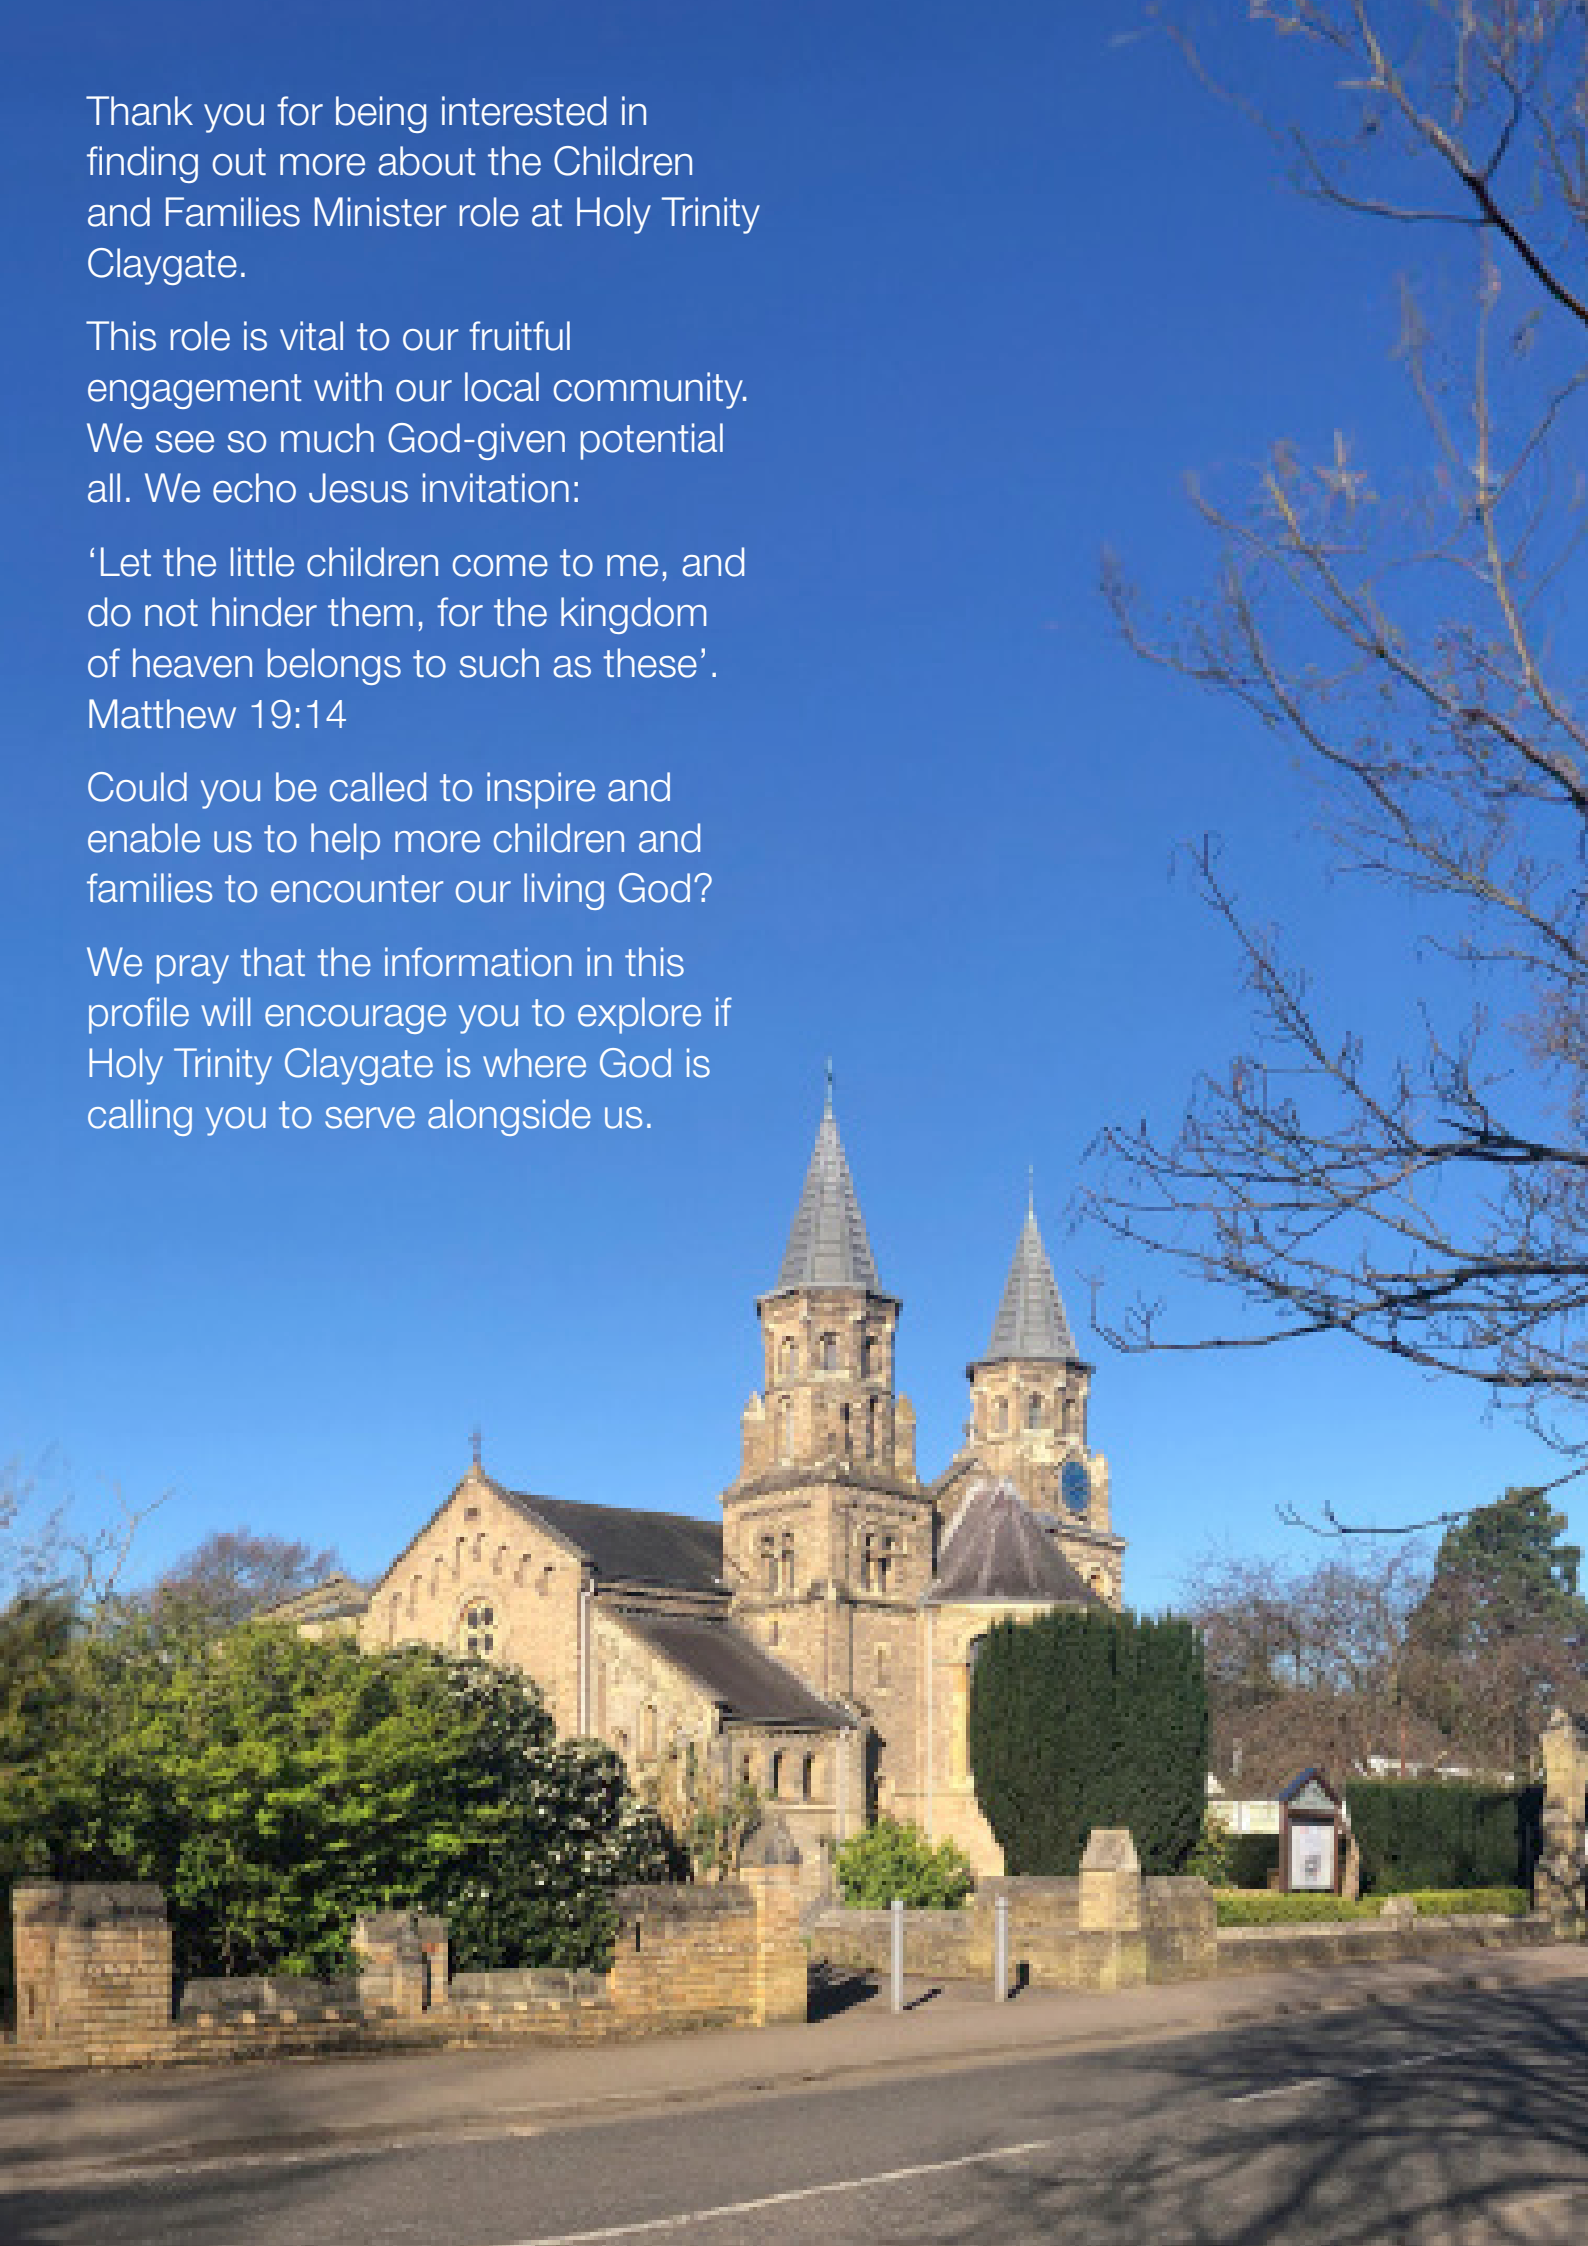 Thank you for being interested in
finding out more about the Children
and Families Minister role at Holy Trinity
Claygate.
This role is vital to our fruitful
engagement with our local community.
We see so much God-given potential
all. We echo Jesus invitation:
‘Let the little children come to me, and
do not hinder them, for the kingdom
of heaven belongs to such as these’.
Matthew 19:14
Could you be called to inspire and
enable us to help more children and
families to encounter our living God?
We pray that the information in this
profile will encourage you to explore if
Holy Trinity Claygate is where God is
calling you to serve alongside us.